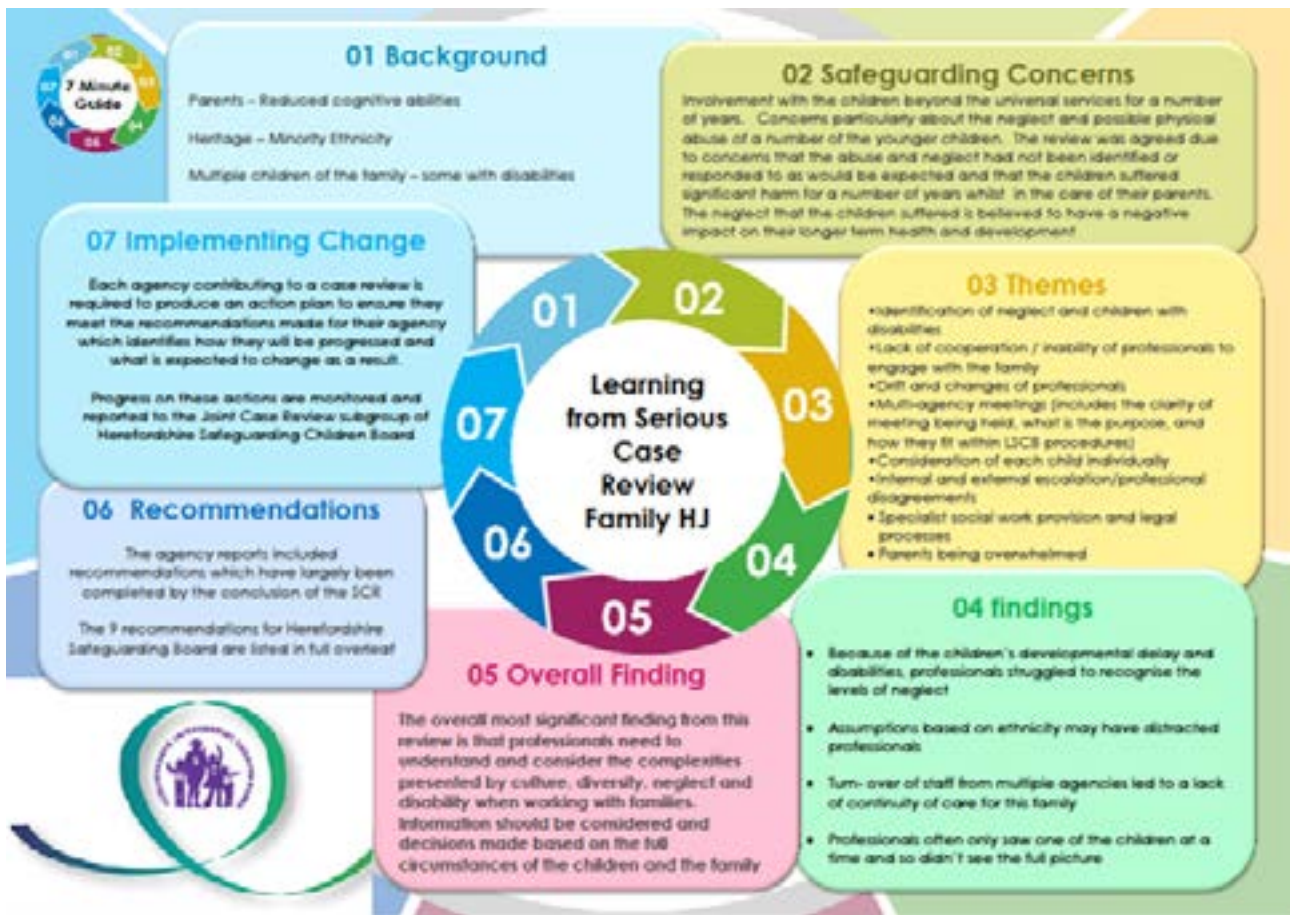 7 Minute
Guide
01
02
03
04
05
06
07
01 Background
Parents – Reduced cognitive abilities
Heritage – Minority Ethnicity
Multiple children of the family – some with disabilities
02 Safeguarding Concerns
Involvement with the children beyond the universal services for a number
of years. Concerns particularly about the neglect and possible physical
abuse of a number of the younger children. The review was agreed due
to concerns that the abuse and neglect had not been identified or
responded to as would be expected and that the children suffered
significant harm for a number of years whilst in the care of their parents.
The neglect that the children suffered is believed to have a negative
impact on their longer term health and development
03 Themes
•Identification of neglect and children with
disabilities
•Lack of cooperation / inability of professionals to
engage with the family
•Drift and changes of professionals
•Multi-agency meetings (includes the clarity of
meeting being held, what is the purpose, and
how they fit within LSCB procedures)
•Consideration of each child individually
•Internal and external escalation/professional
disagreements
• Specialist social work provision and legal
processes
• Parents being overwhelmed
04 findings
• Because of the children's developmental delay and
disabilities, professionals struggled to recognise the
levels of neglect
• Assumptions based on ethnicity may have distracted
professionals
• Turn- over of staff from multiple agencies led to a lack
of continuity of care for this family
• Professionals often only saw one of the children at a
time and so didn't see the full picture
05 Overall Finding
The overall most significant finding from this
review is that professionals need to
understand and consider the complexities
presented by culture, diversity, neglect and
disability when working with families.
Information should be considered and
decisions made based on the full
circumstances of the children and the family
06 Recommendations
The agency reports included
recommendations which have largely been
completed by the conclusion of the SCR
The 9 recommendations for Herefordshire
Safeguarding Board are listed in full overleaf
07 Implementing Change
Each agency contributing to a case review is
required to produce an action plan to ensure they
meet the recommendations made for their agency
which identifies how they will be progressed and
what is expected to change as a result.
Progress on these actions are monitored and
reported to the Joint Case Review subgroup of
Herefordshire Safeguarding Children Board
01
02
03
04
05
06
07
Learning
from Serious
Case
Review
Family HJ